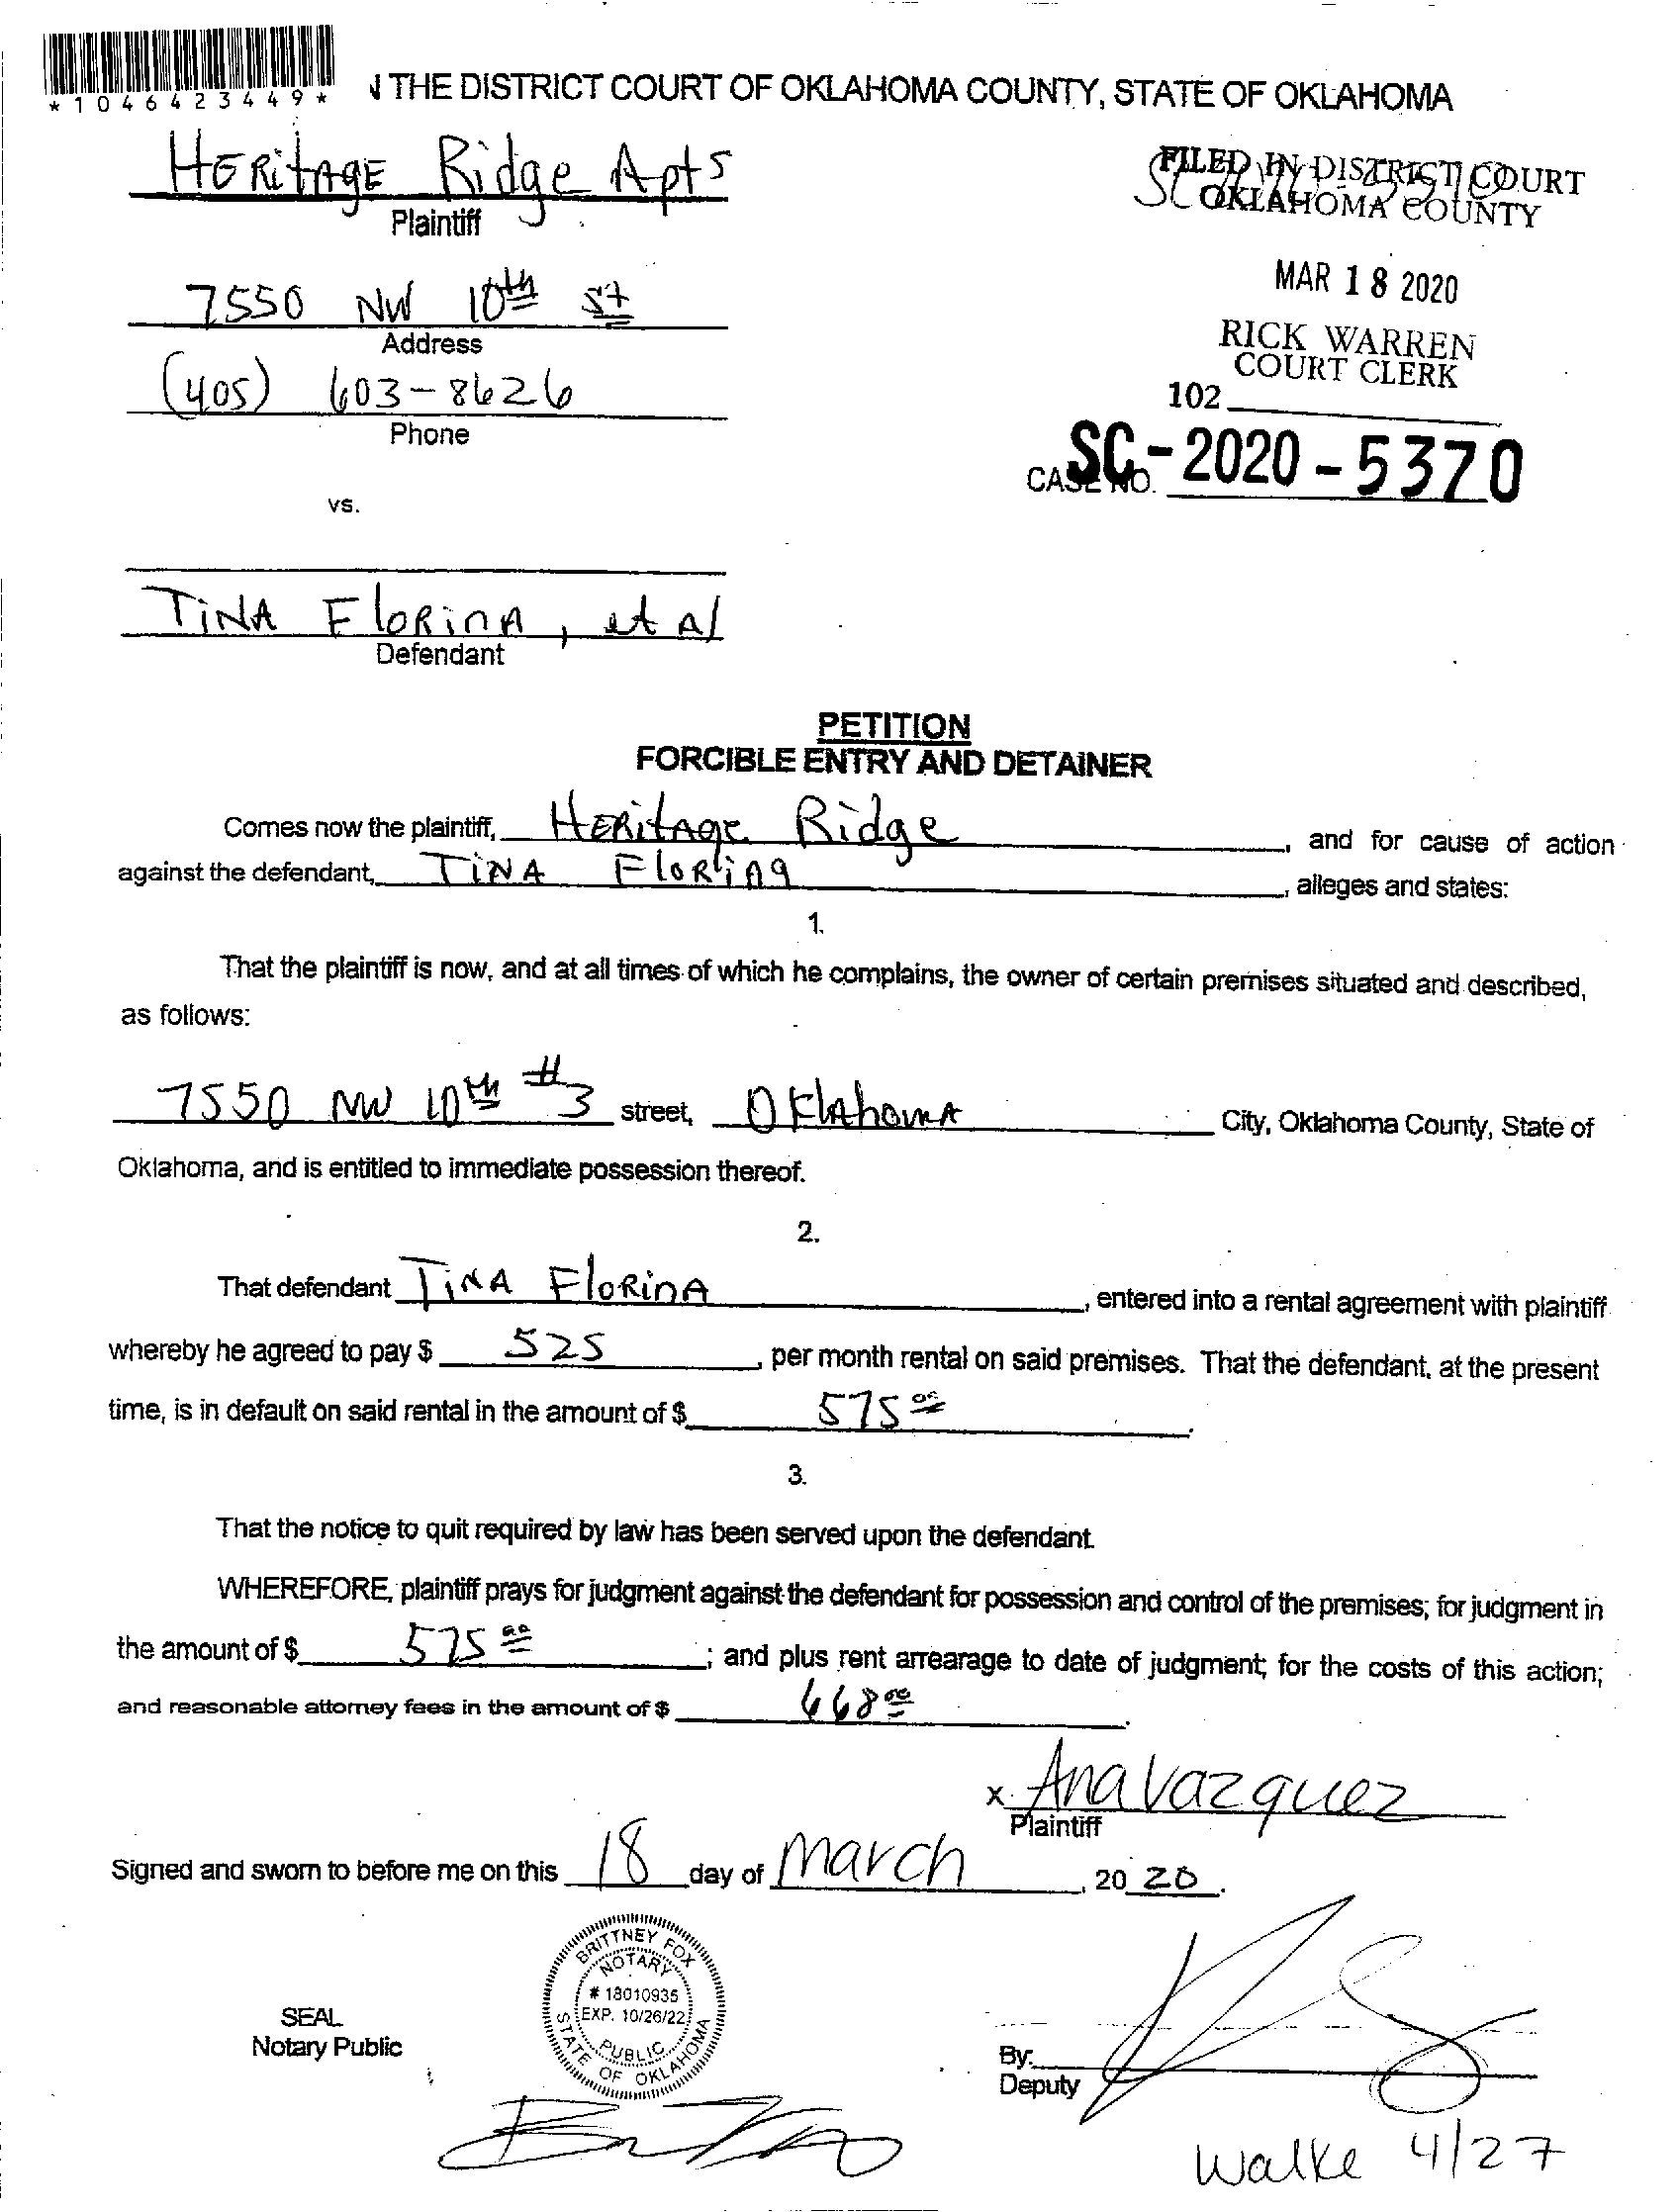 *1046423449*
N THE DISTRICT COURT OF OKLAHOMA COUNTY, STATE OF OKLAHOMA
HERitAGE Ridge Apts
Plaintiff
FILED IN DISTRICT COURT
OKLAHOMA COUNTY
7550 NW 10th St
Address
MAR 18 2020
RICK WARREN
COURT CLERK
(405) 603-8626
Phone
102
CASE NO. SC-2020-5370
vs.
TiNA FloRinA, et Al
Defendant
PETITION
FORCIBLE ENTRY AND DETAINER
Comes now the plaintiff, HERitAge Ridge, and for cause of action
against the defendant, TiNA FloRina, alleges and states:
1.
That the plaintiff is now, and at all times of which he complains, the owner of certain premises situated and described,
as follows:
7550 NW 10th #3 street, OklAhomA City, Oklahoma County, State of
Oklahoma, and is entitled to immediate possession thereof.
2.
That defendant TiNA FloRinA, entered into a rental agreement with plaintiff
whereby he agreed to pay $ 525, per month rental on said premises. That the defendant, at the present
time, is in default on said rental in the amount of $ 575 00.
3.
That the notice to quit required by law has been served upon the defendant.
WHEREFORE, plaintiff prays for judgment against the defendant for possession and control of the premises; for judgment in
the amount of $ 575 00; and plus rent arrearage to date of judgment; for the costs of this action;
and reasonable attorney fees in the amount of $ 668 00.
x Ana Vazquez
Plaintiff
Signed and sworn to before me on this 18 day of March, 2020.
BRITTNEY FOX
NOTARY
# 18010935
EXP. 10/26/22
PUBLIC
STATE OF OKLAHOMA
SEAL
Notary Public
By:
Deputy
Walke 4/27